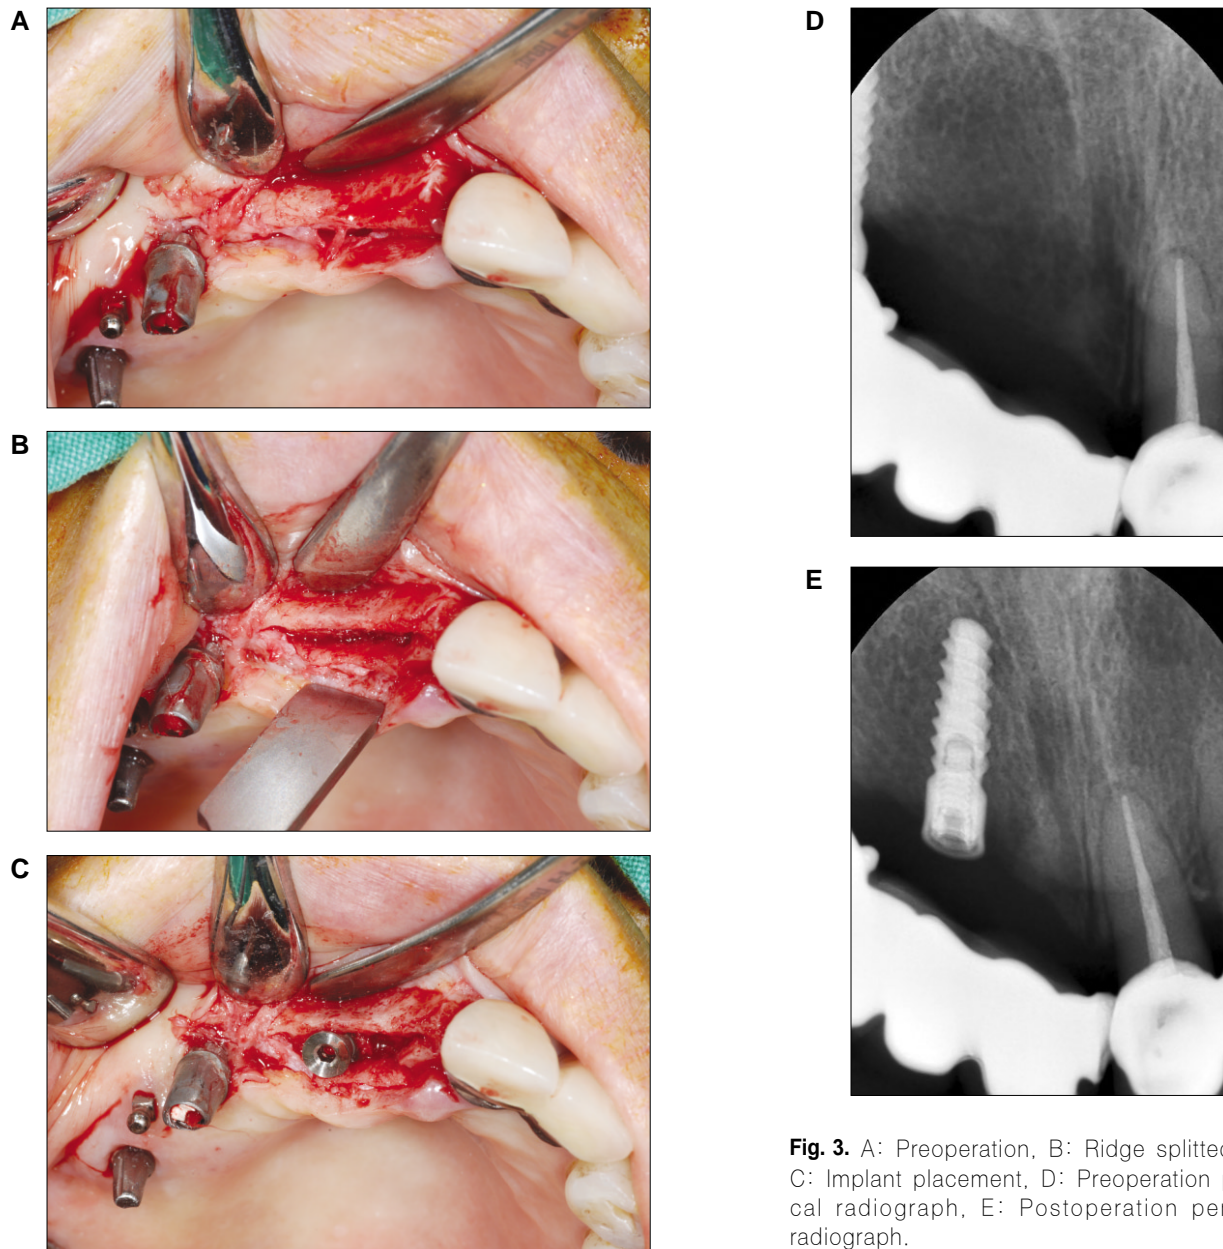 A
D
B
E
C
Fig. 3. A: Preoperation, B: Ridge splitted
C: Implant placement, D: Preoperation
cal radiograph, E: Postoperation
radiograph.